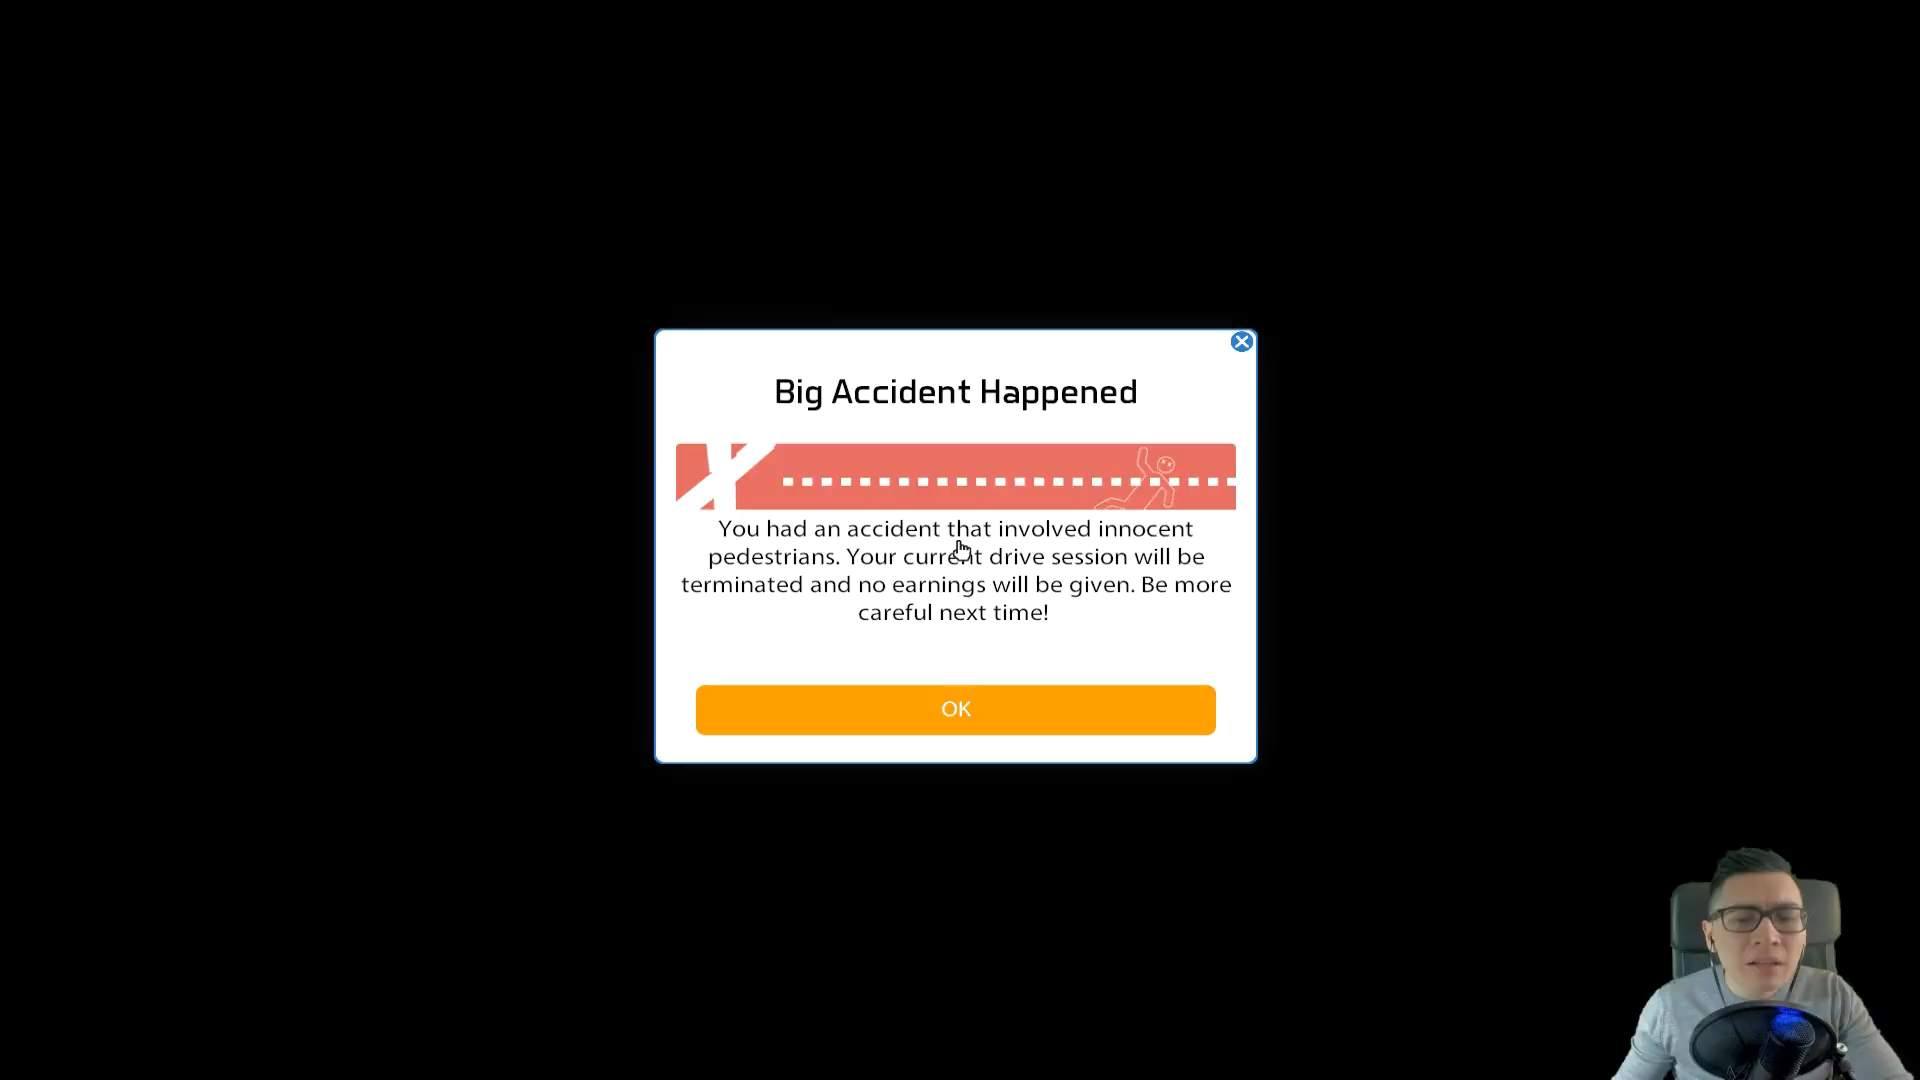 Big Accident Happened
You had an accident that involved innocent
pedestrians. Your current drive session will be
terminated and no earnings will be given. Be more
careful next time!
OK